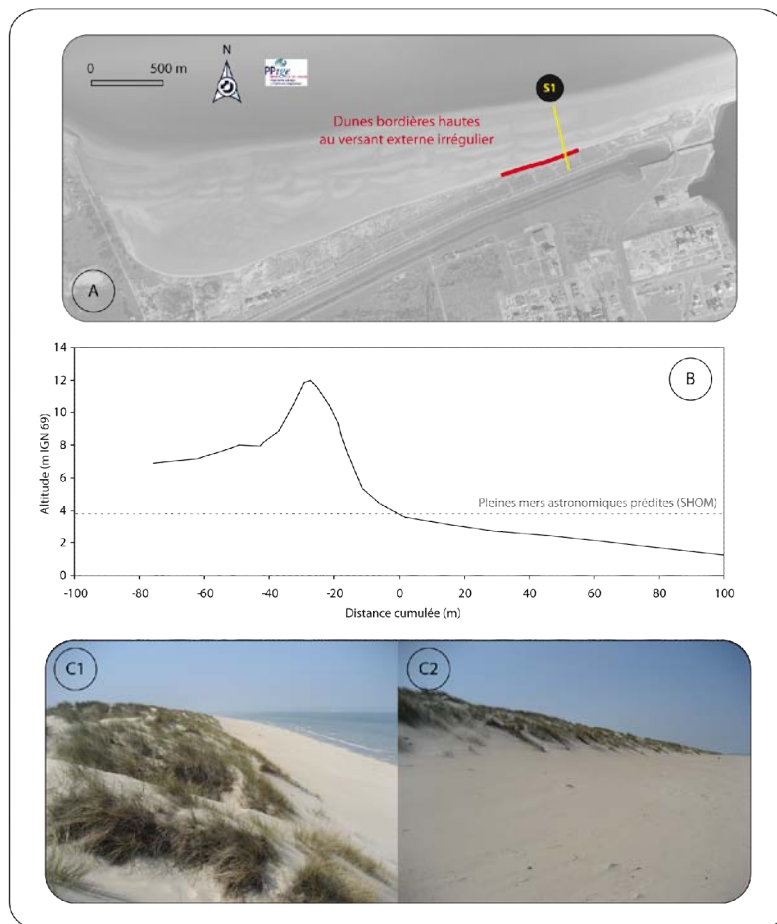 0 500 m
N
PPige
S1
Dunes bordières hautes
au versant externe irrégulier
A
14
12
10
8
6
4
2
0
Altitude (m IGN 69)
B
Pleines mers astronomiques prédites (SHOM)
-100 -80 -60 -40 -20 0 20 40 60 80 100
Distance cumulée (m)
C1
C2